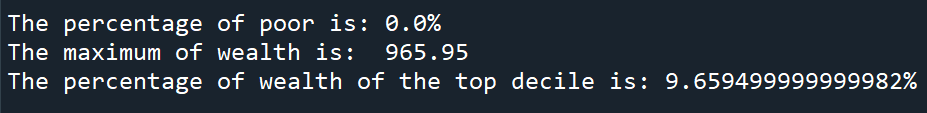 The percentage of poor is: 0.0%
The maximum of wealth is:  965.95
The percentage of wealth of the top decile is: 9.659499999999982%